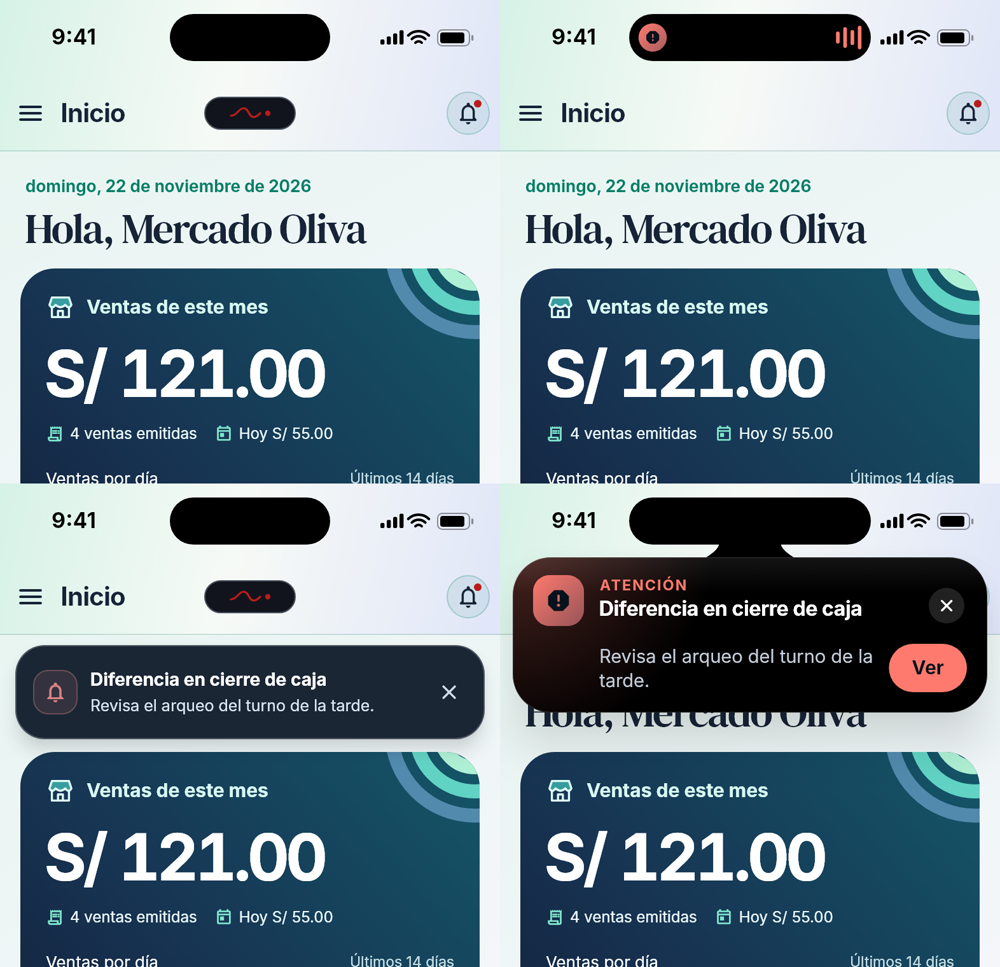 9:41
Inicio
domingo, 22 de noviembre de 2026
Hola, Mercado Oliva
Ventas de este mes
S/ 121.00
4 ventas emitidas
Hoy S/ 55.00
Ventas por día
Últimos 14 días
9:41
Inicio
domingo, 22 de noviembre de 2026
Hola, Mercado Oliva
Ventas de este mes
S/ 121.00
4 ventas emitidas
Hoy S/ 55.00
Ventas por día
Últimos 14 días
9:41
Inicio
Diferencia en cierre de caja
Revisa el arqueo del turno de la tarde.
Ventas de este mes
S/ 121.00
4 ventas emitidas
Hoy S/ 55.00
Ventas por día
Últimos 14 días
9:41
ATENCIÓN
Diferencia en cierre de caja
Revisa el arqueo del turno de la
tarde.
Ver
Hola, Mercado Oliva
Ventas de este mes
S/ 121.00
4 ventas emitidas
Hoy S/ 55.00
Ventas por día
Últimos 14 días